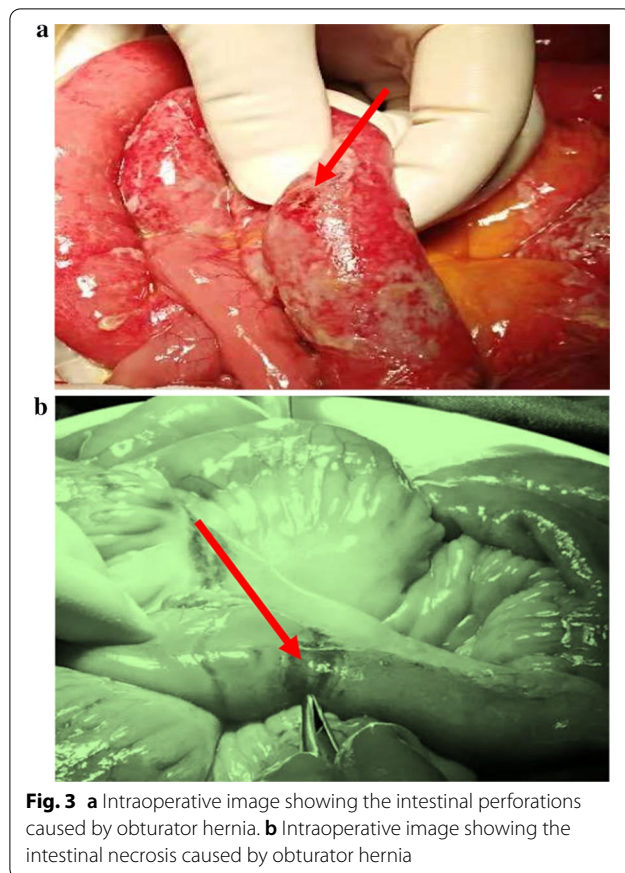 a
b
Fig. 3 a Intraoperative image showing the intestinal perforations
caused by obturator hernia. b Intraoperative image showing the
intestinal necrosis caused by obturator hernia